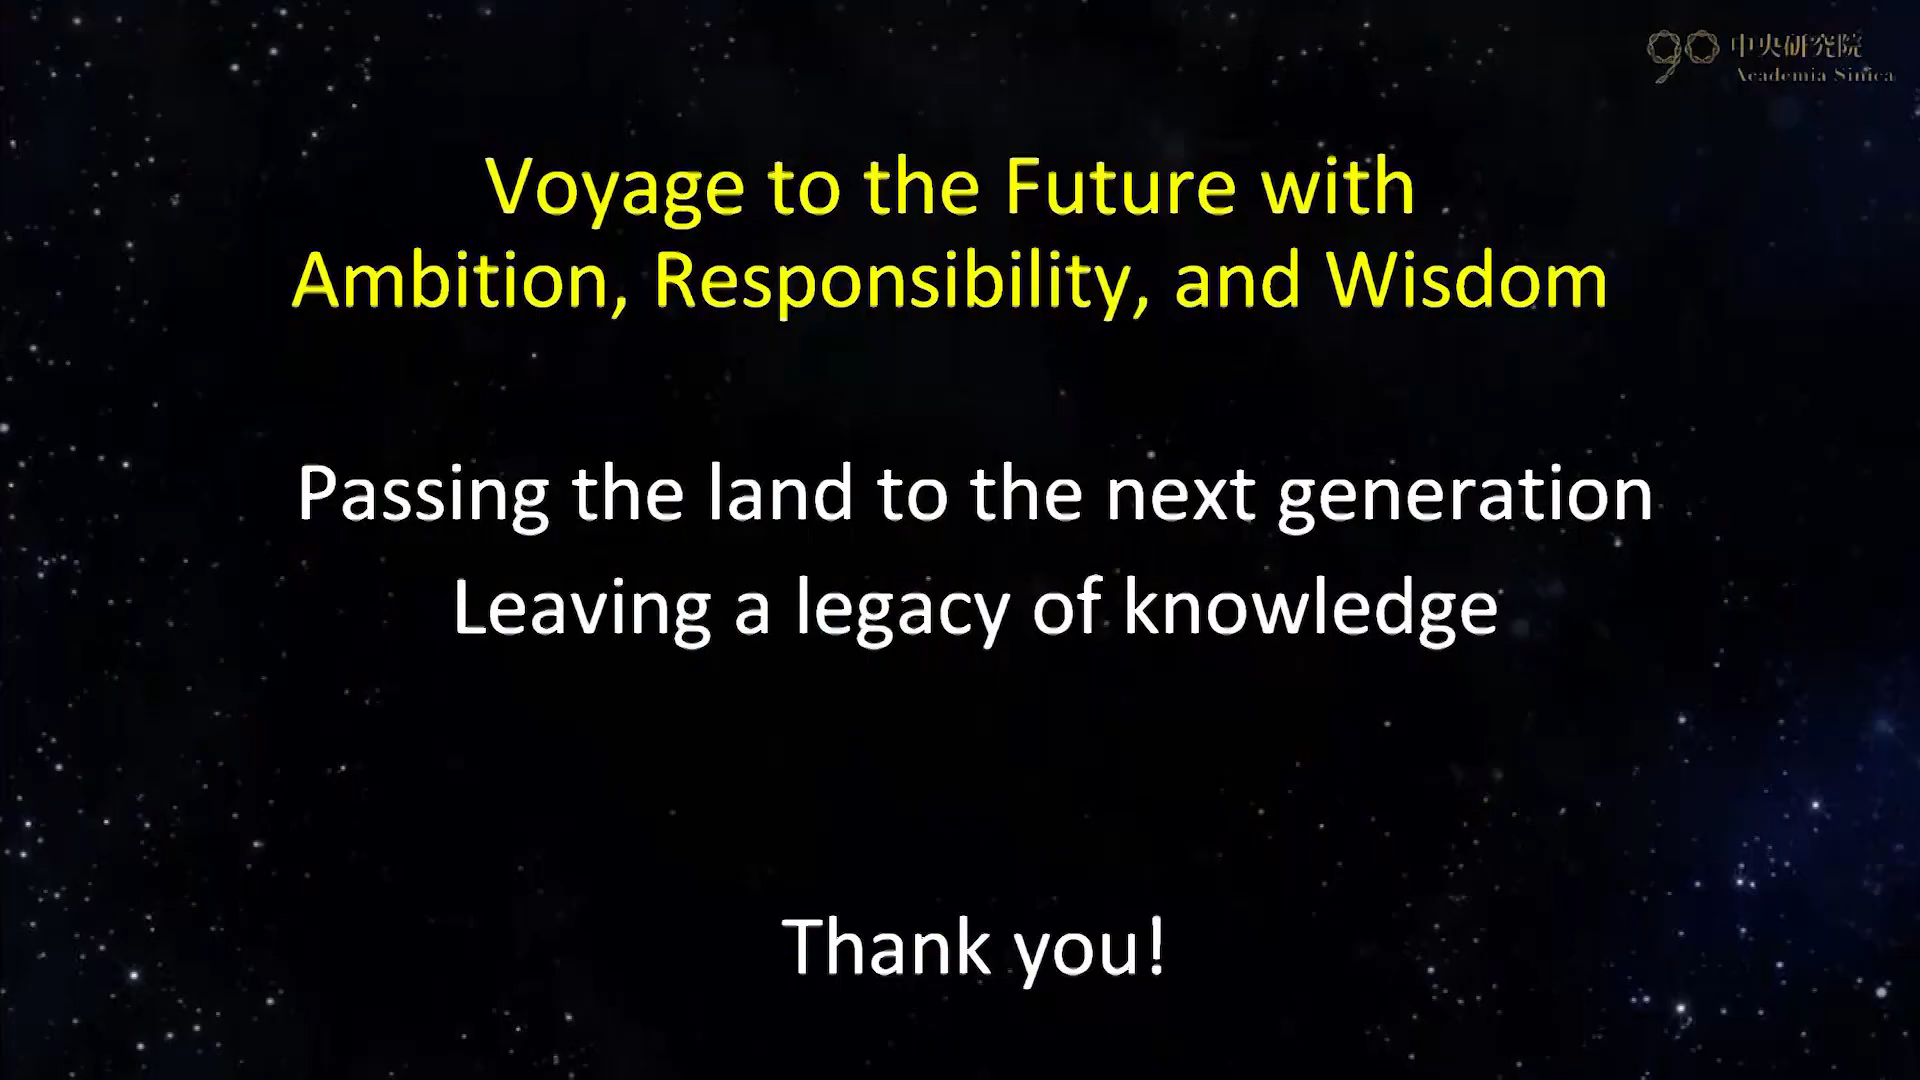 90 中央研究院
Academia Sinica
Voyage to the Future with
Ambition, Responsibility, and Wisdom
Passing the land to the next generation
Leaving a legacy of knowledge
Thank you!